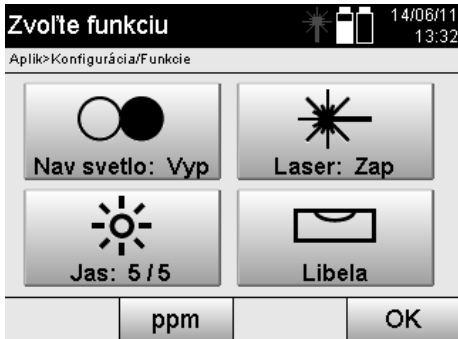 Zvoľte funkciu
14/06/11
13:32
Aplik>Konfigurácia/Funkcie
Nav svetlo: Vyp
Laser: Zap
Jas: 5/5
Libela
ppm
OK